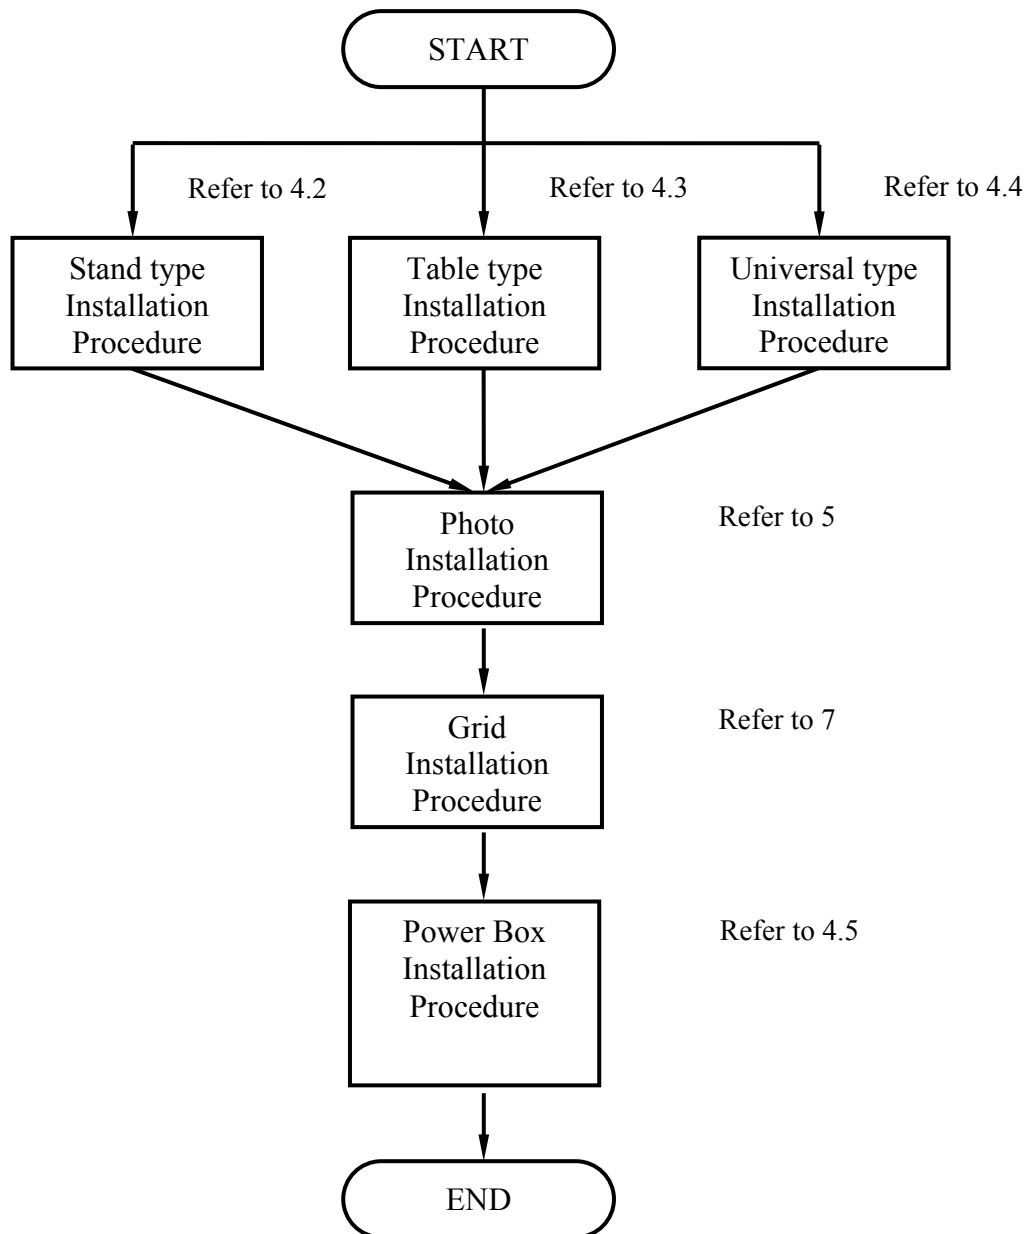 START
Refer to 4.2
Refer to 4.3
Refer to 4.4
Stand type
Installation
Procedure
Table type
Installation
Procedure
Universal type
Installation
Procedure
Photo
Installation
Procedure
Refer to 5
Grid
Installation
Procedure
Refer to 7
Power Box
Installation
Procedure
Refer to 4.5
END